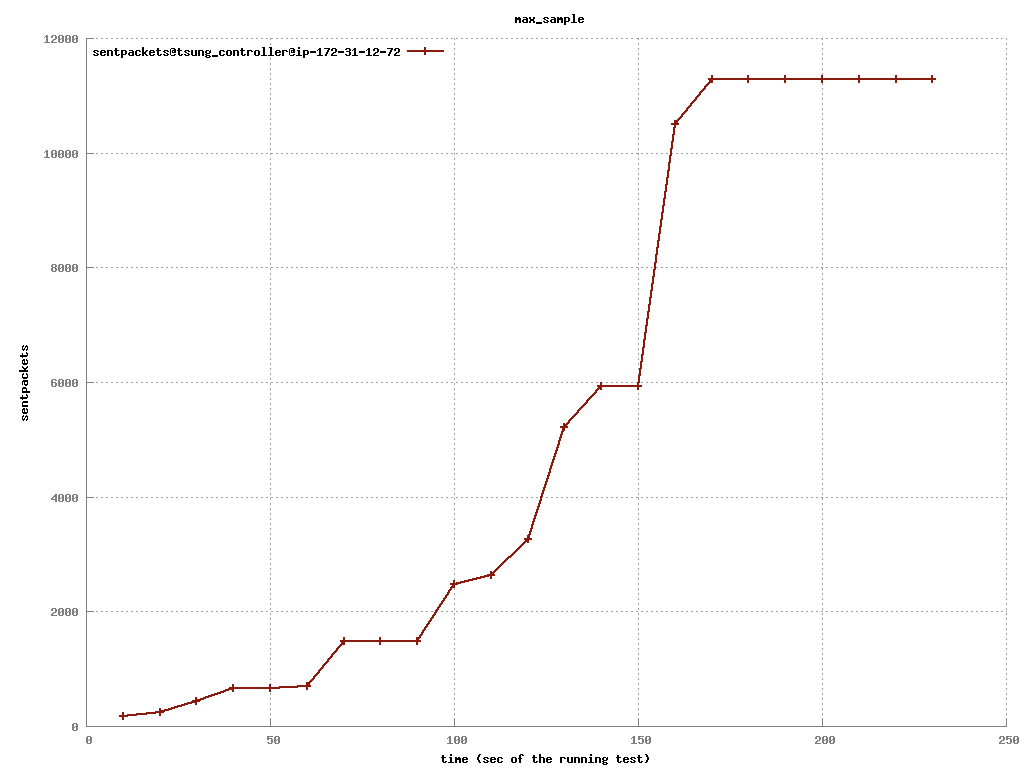 max_sample
12000
sentpackets@tsung_controller@ip-172-31-12-72
10000
8000
sentpackets
6000
4000
2000
0
0 50 100 150 200 250
time (sec of the running test)